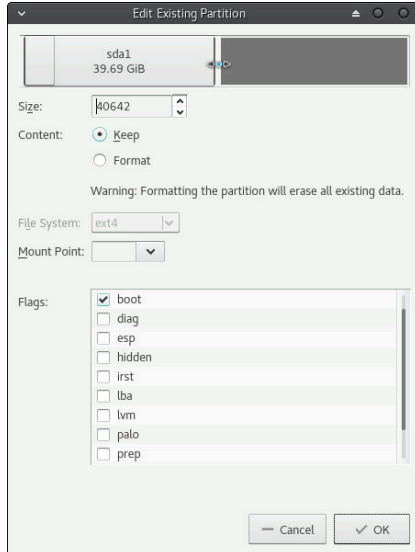 Edit Existing Partition
sda1
39.69 GiB
Size: 40642
Content: Keep
Format
Warning: Formatting the partition will erase all existing data.
File System: ext4
Mount Point:
Flags: boot
diag
esp
hidden
irst
lba
lvm
palo
prep
Cancel OK